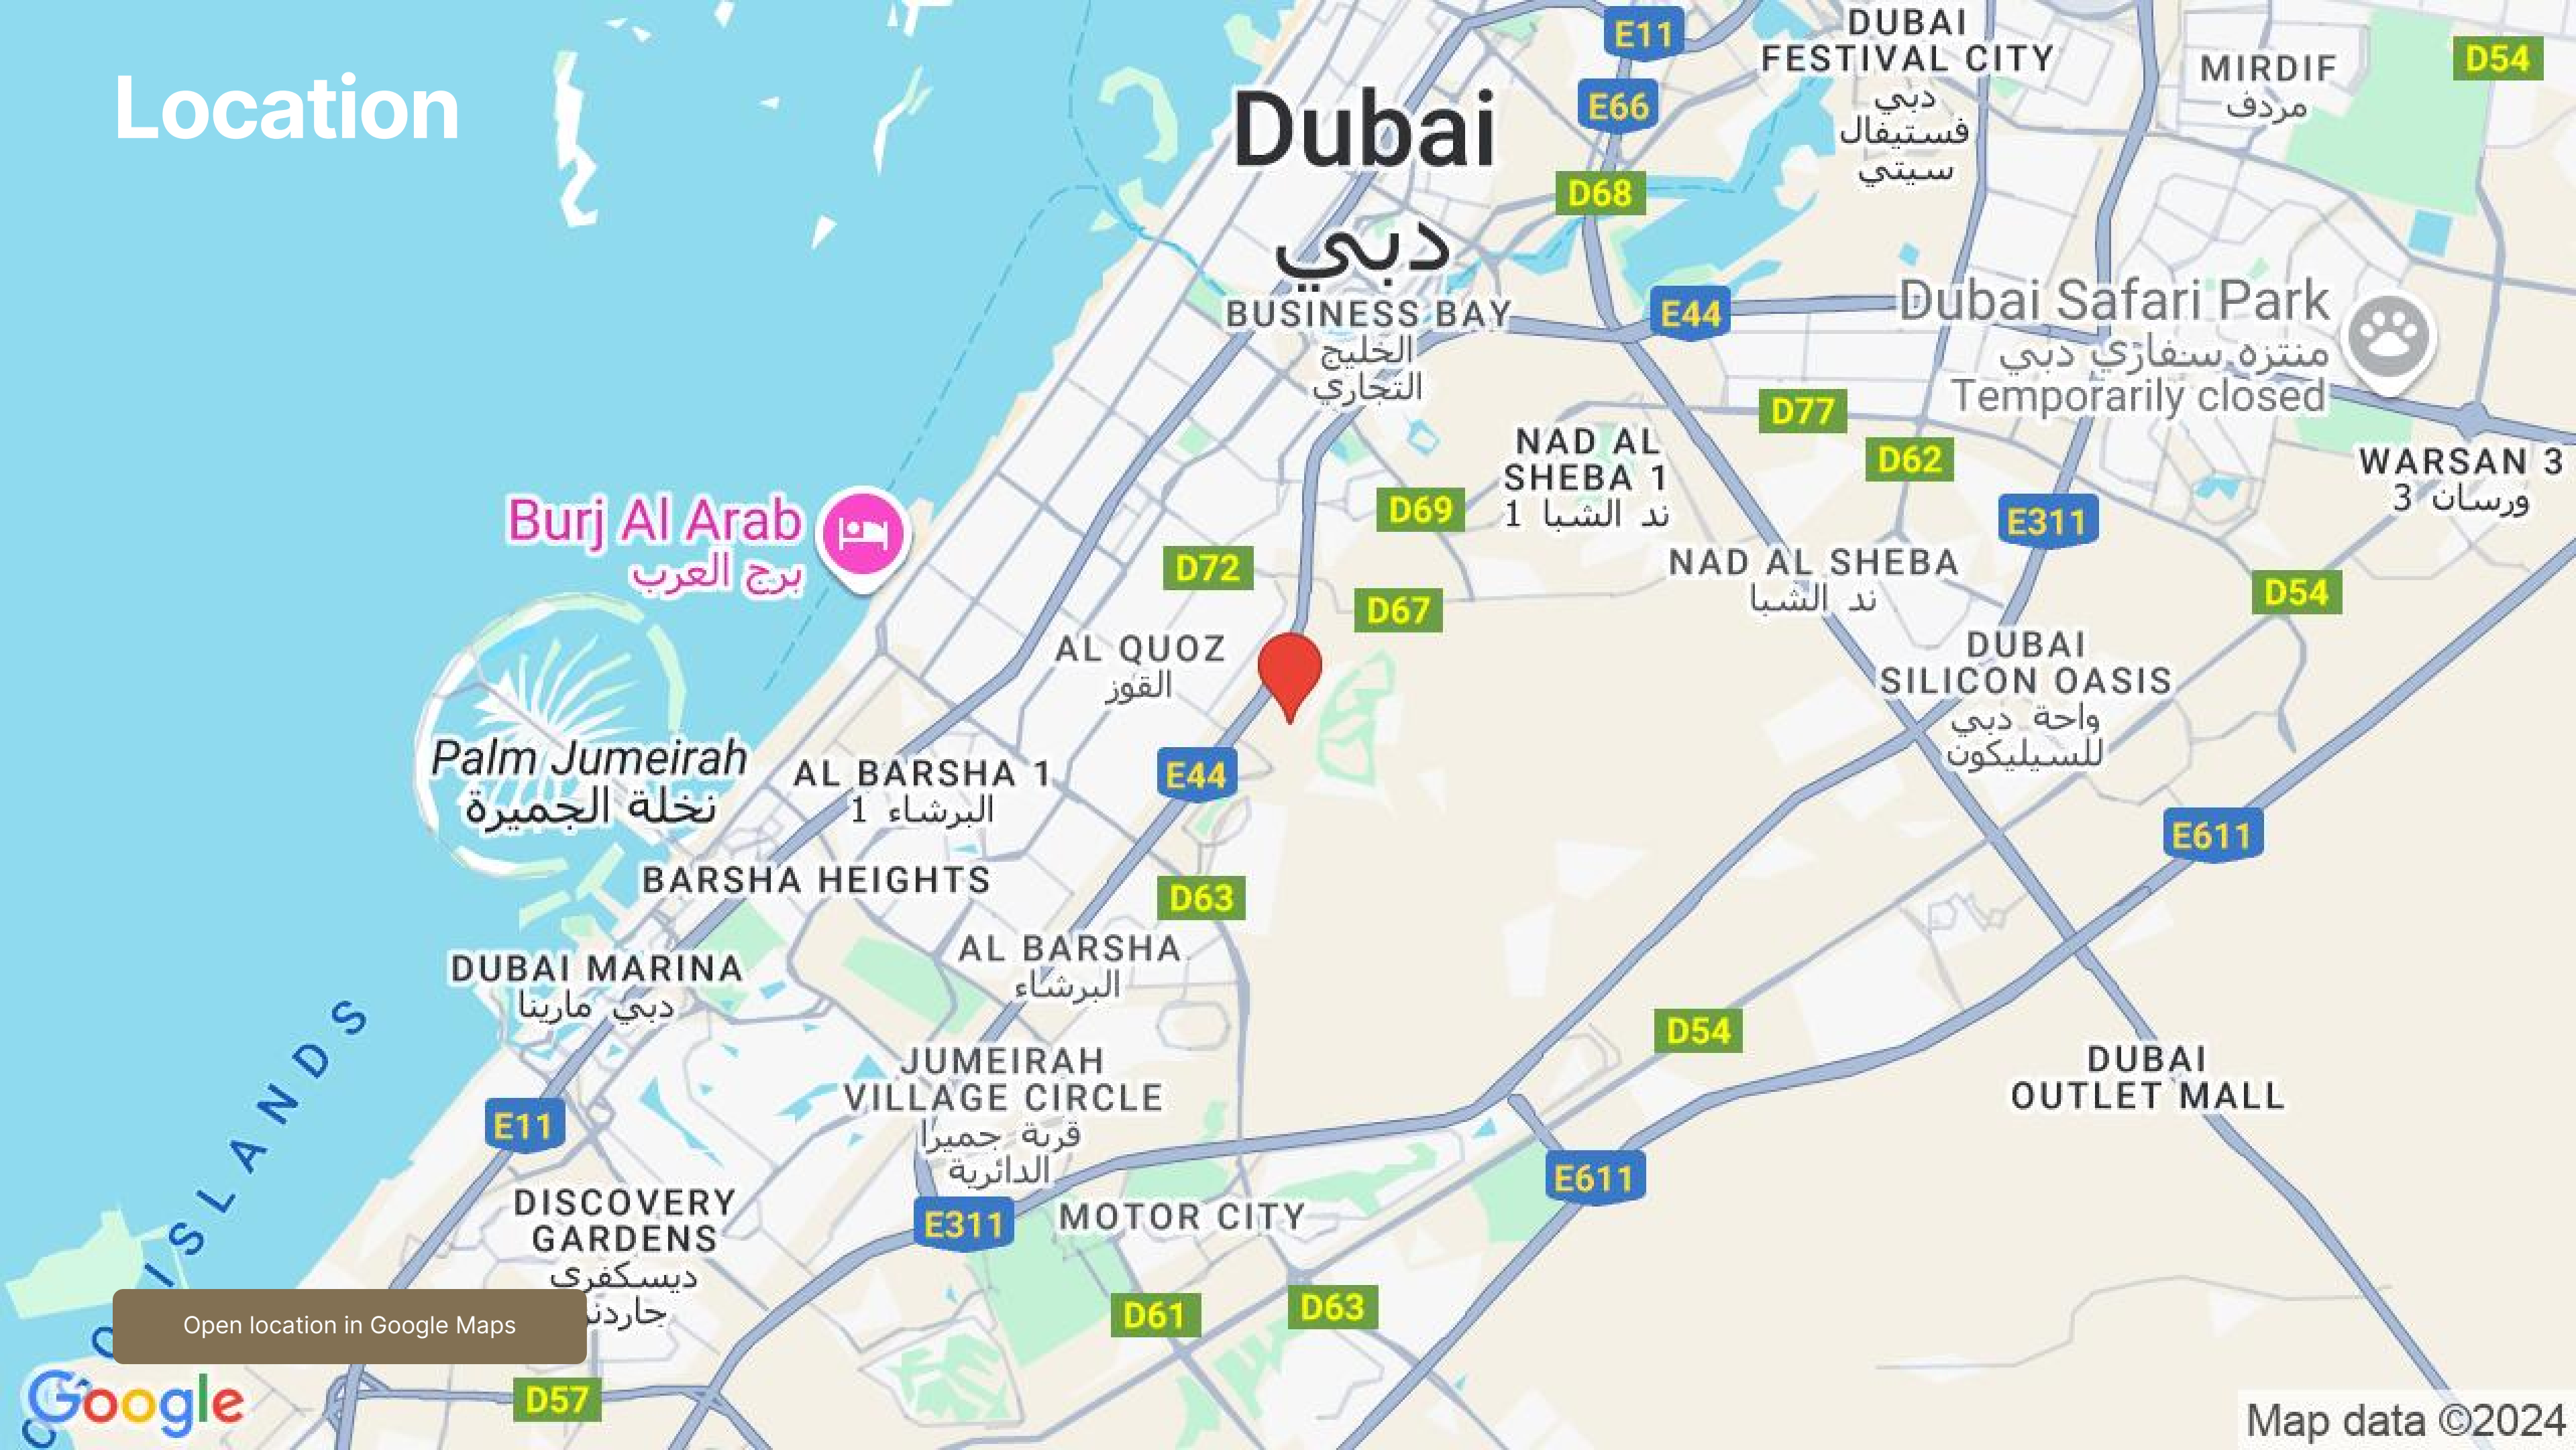 Location
E11
DUBAI
FESTIVAL CITY
دبي
فستيفال
سيتي
MIRDIF
مردف
D54
E66
Dubai
دبي
D68
BUSINESS BAY
الخليج
التجاري
E44
Dubai Safari Park
منتزه سفاري دبي
Temporarily closed
D77
D62
NAD AL
SHEBA 1
ند الشبا 1
WARSAN 3
ورسان 3
Burj Al Arab
برج العرب
D69
E311
D72
NAD AL SHEBA
ند الشبا
D67
D54
AL QUOZ
القوز
DUBAI
SILICON OASIS
واحة دبي
للسيليكون
Palm Jumeirah
نخلة الجميرة
AL BARSHA 1
البرشاء 1
E44
E611
BARSHA HEIGHTS
D63
DUBAI MARINA
دبي مارينا
AL BARSHA
البرشاء
D54
JUMEIRAH
VILLAGE CIRCLE
قرية جميرا
الدائرية
DUBAI
OUTLET MALL
ISLANDS
E11
E611
DISCOVERY
GARDENS
ديسكفري
E311
MOTOR CITY
D61
D63
Open location in Google Maps
Google
D57
Map data ©2024